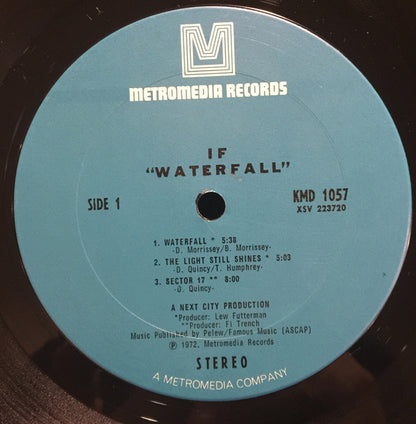 M
METROMEDIA RECORDS
IF
"WATERFALL"
SIDE 1
KMD 1057
XSV 223720
1. WATERFALL * 5:38
-D. Morrissey/B. Morrissey-
2. THE LIGHT STILL SHINES * 5:03
-D. Quincy/T. Humphrey-
3. SECTOR 17 ** 8:00
-D. Quincy-
A NEXT CITY PRODUCTION
*Producer: Lew Futterman
**Producer: Fi Trench
Music Published by Pelew/Famous Music (ASCAP)
Ⓟ 1972, Metromedia Records
STEREO
A METROMEDIA COMPANY